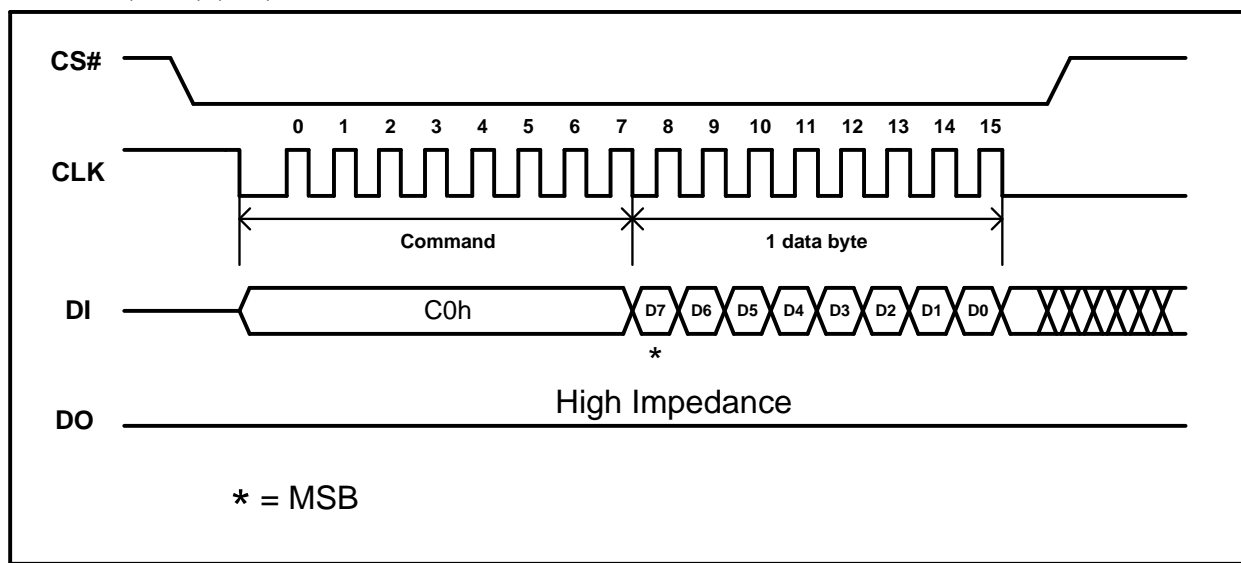 CS#
0 1 2 3 4 5 6 7 8 9 10 11 12 13 14 15
CLK
Command 1 data byte
DI C0h D7 D6 D5 D4 D3 D2 D1 D0
*
High Impedance
DO
* = MSB